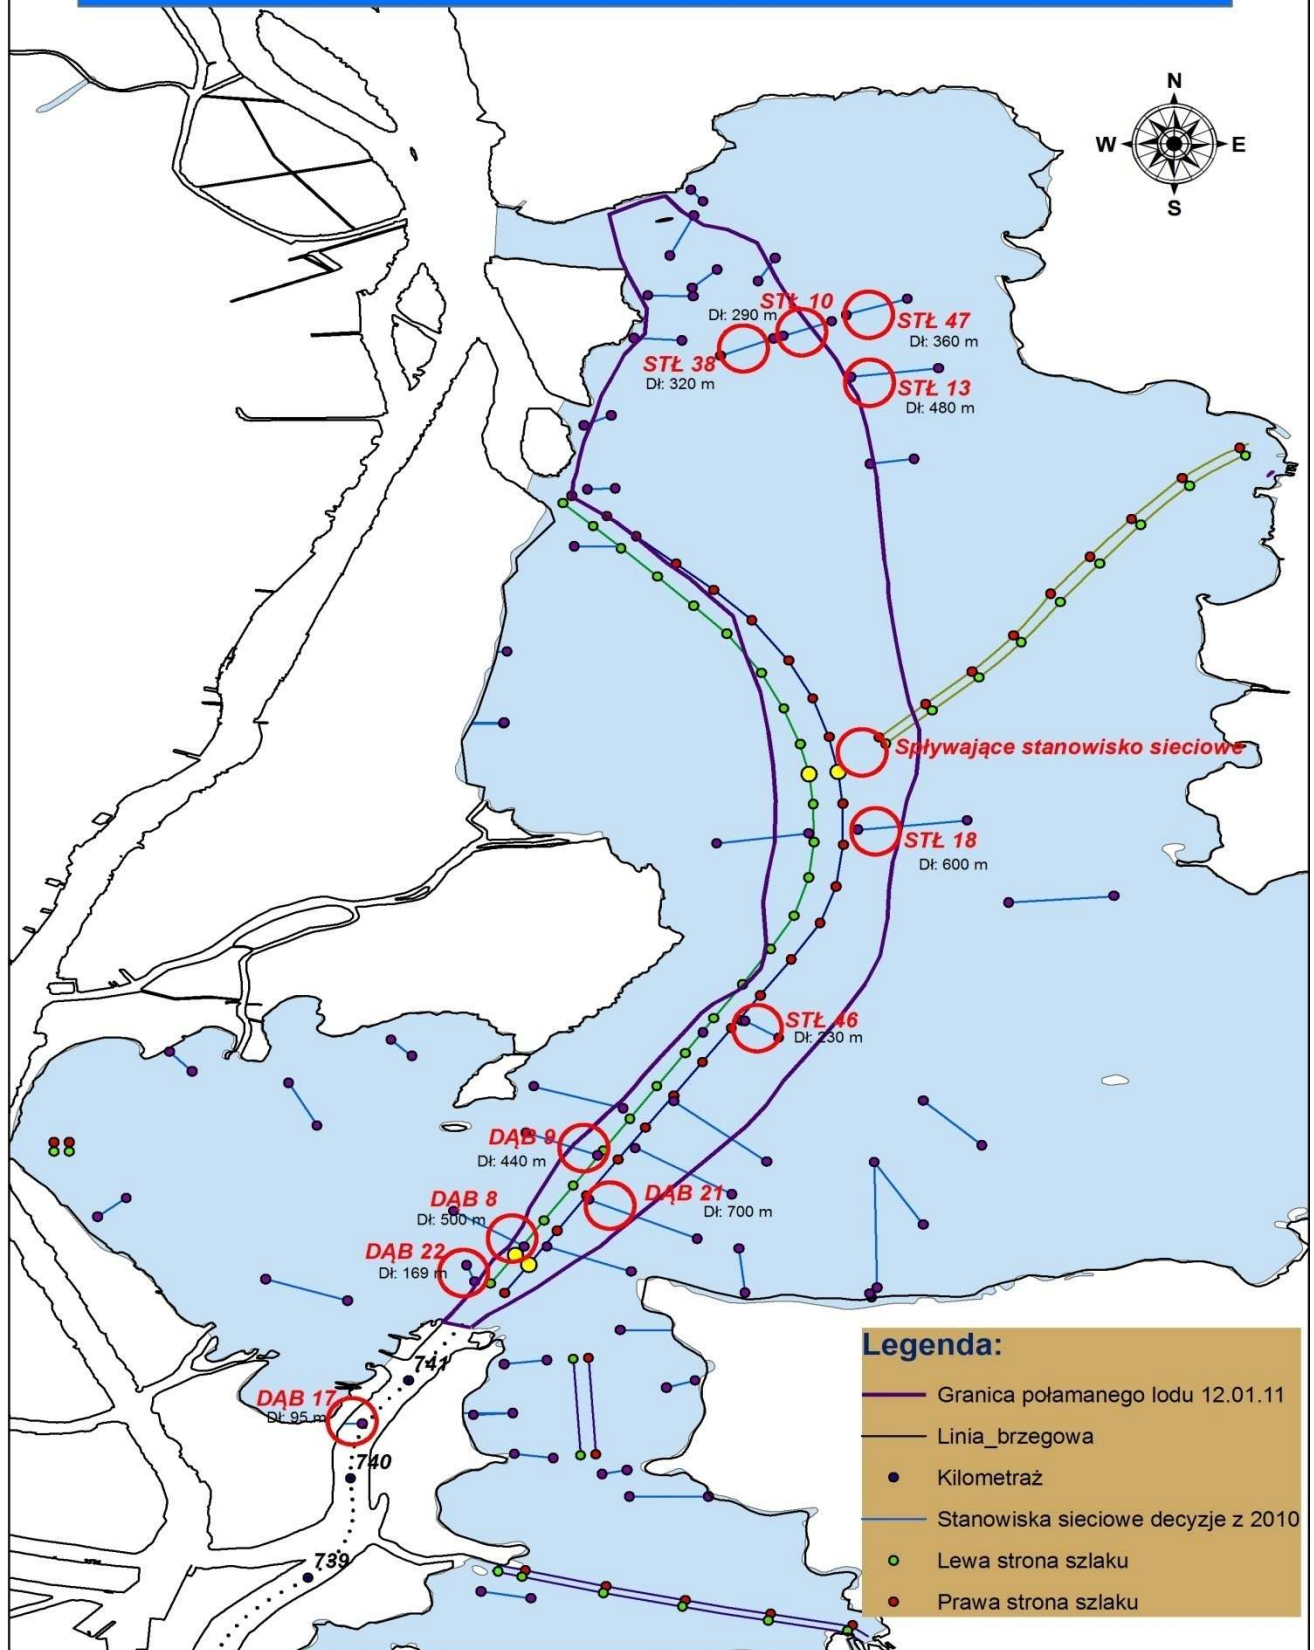 N
W E
S
STŁ 10
Dł: 290 m
STŁ 47
Dł: 360 m
STŁ 38
Dł: 320 m
STŁ 13
Dł: 480 m
Spływające stanowisko sieciowe
STŁ 18
Dł: 600 m
STŁ 46
Dł: 230 m
DĄB 9
Dł: 440 m
DĄB 8
Dł: 500 m
DĄB 21
Dł: 700 m
DĄB 22
Dł: 169 m
741
DĄB 17
Dł: 95 m
740
739
Legenda:
Granica połamanego lodu 12.01.11
Linia_brzegowa
Kilometraż
Stanowiska sieciowe decyzje z 2010
Lewa strona szlaku
Prawa strona szlaku